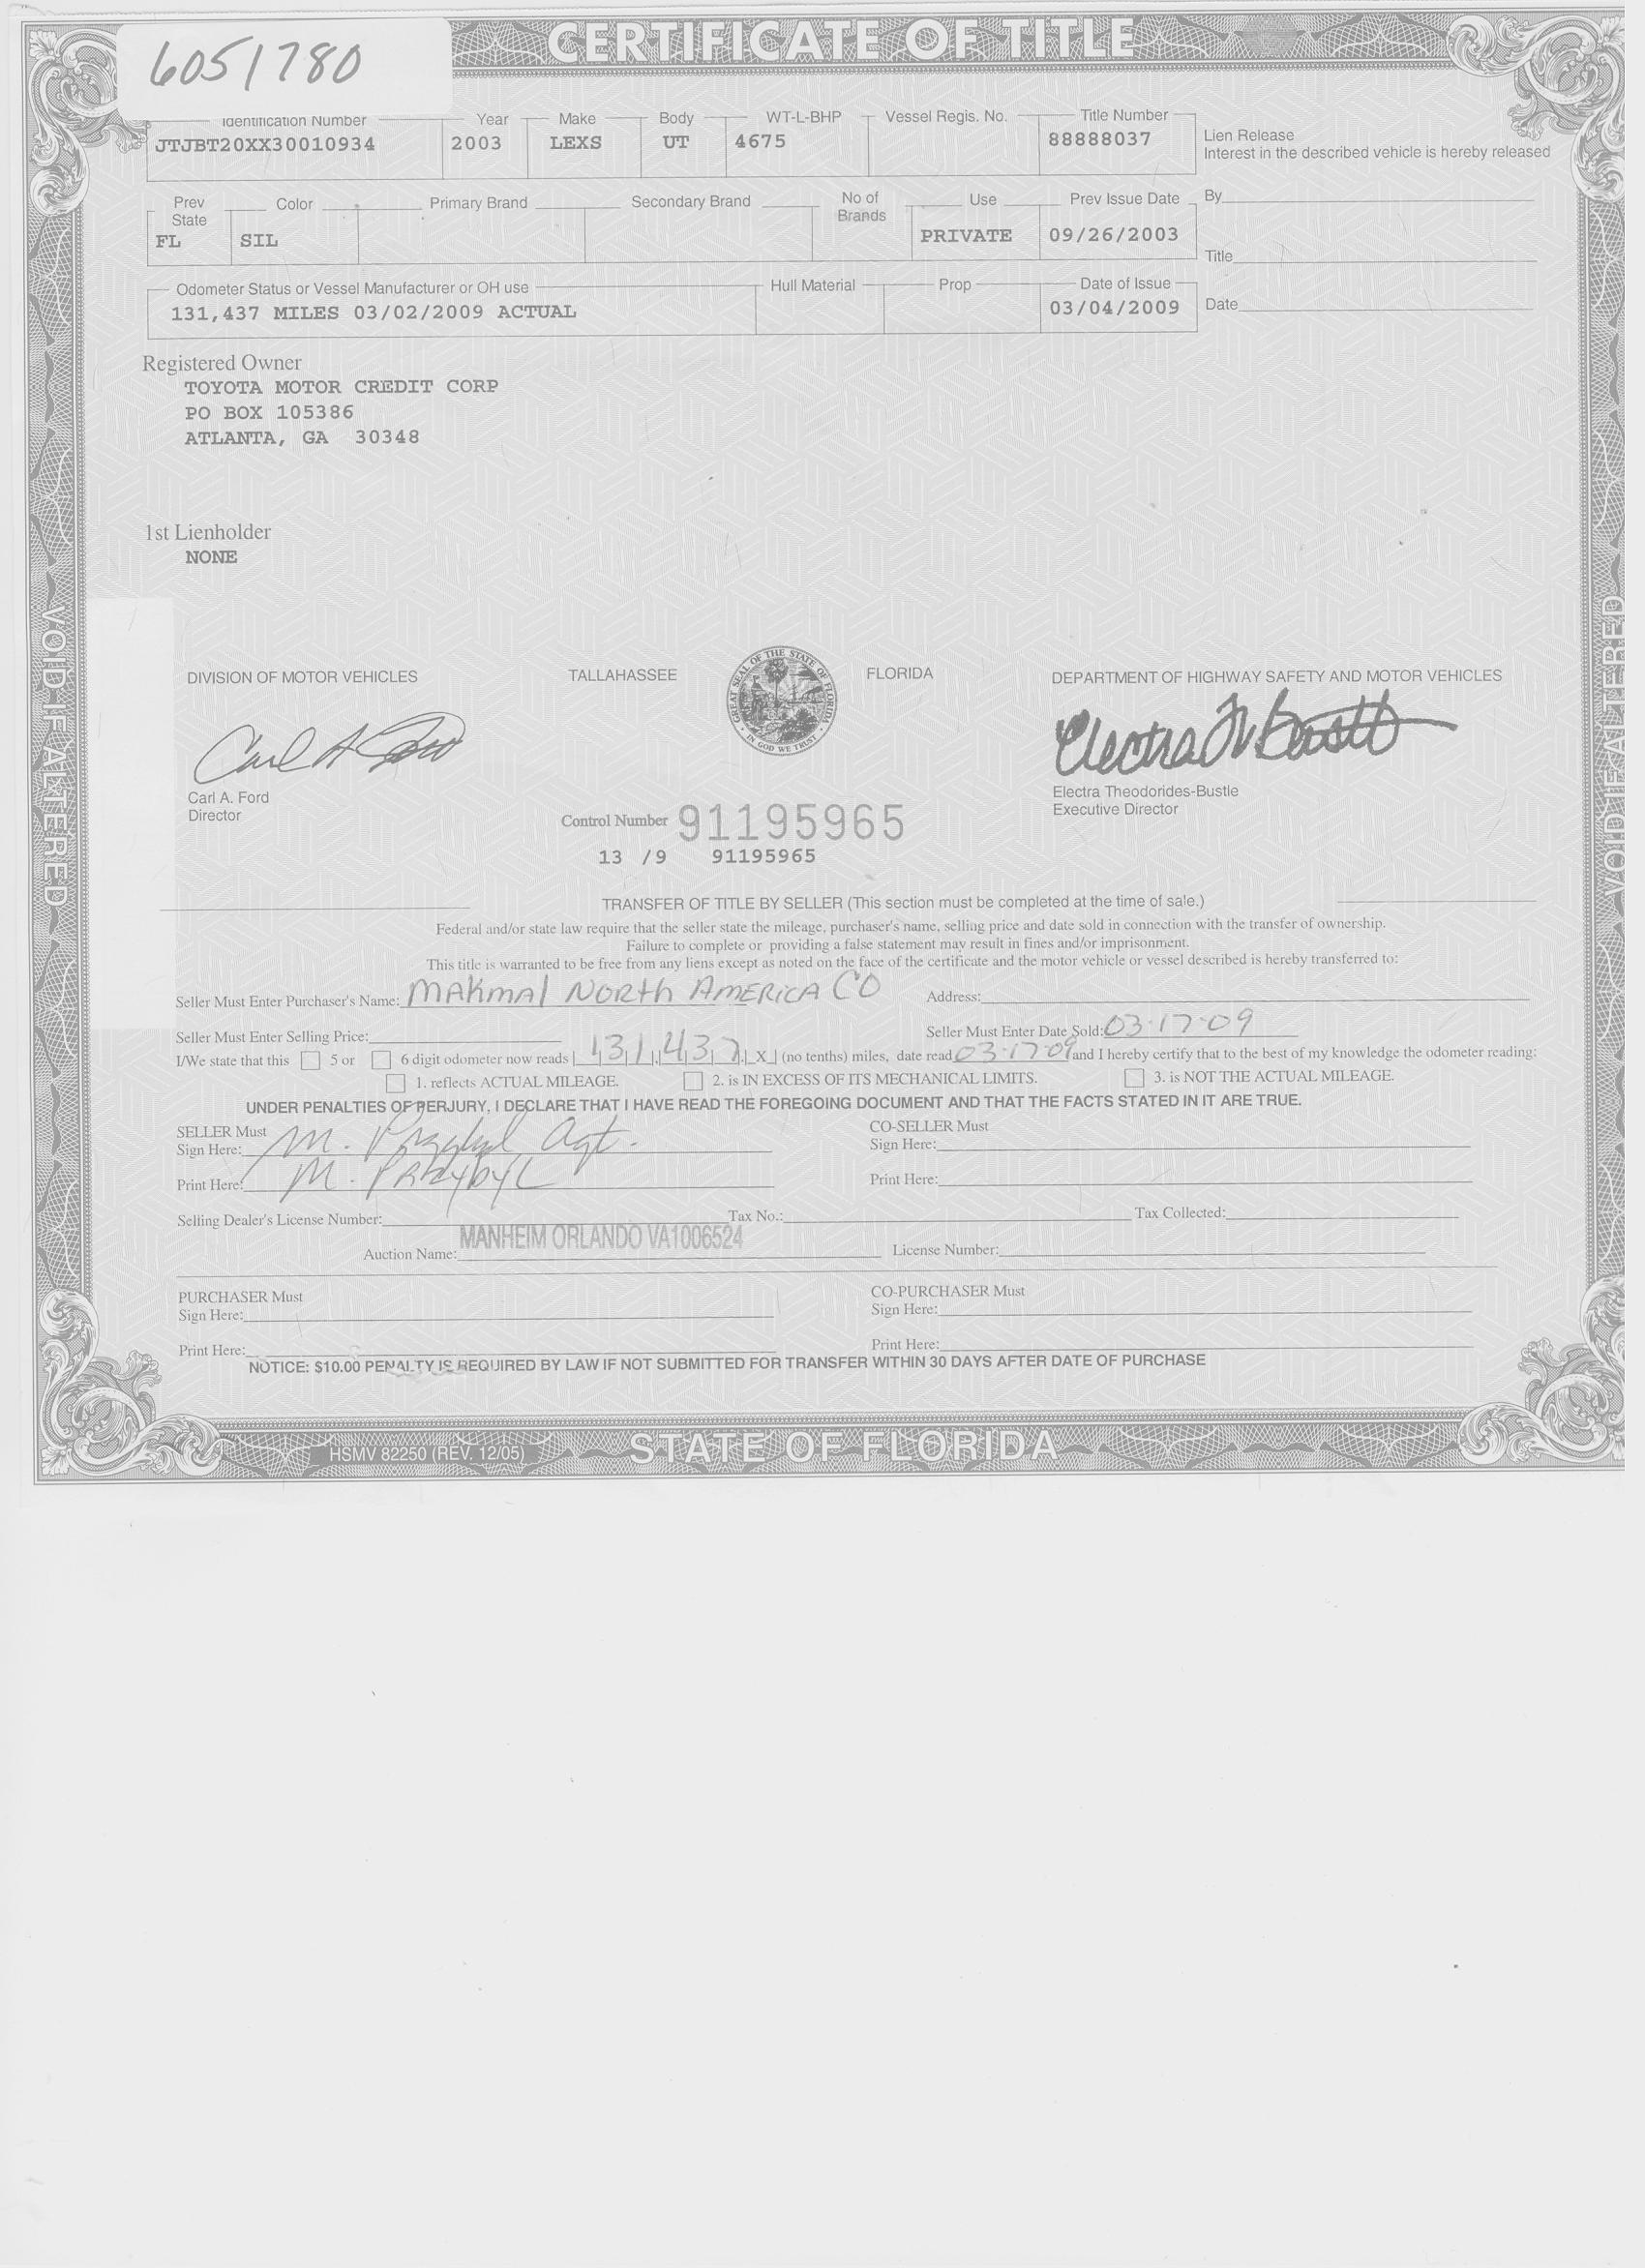 CERTIFICATE OF TITLE
6051780
Identification Number Year Make Body WT-L-BHP Vessel Regis. No. Title Number
JTJBT20XX30010934 2003 LEXS UT 4675 88888037
Lien Release
Interest in the described vehicle is hereby released
Prev State Color Primary Brand Secondary Brand No of Brands Use Prev Issue Date
FL SIL PRIVATE 09/26/2003
By
Title
Odometer Status or Vessel Manufacturer or OH use Hull Material Prop Date of Issue
131,437 MILES 03/02/2009 ACTUAL 03/04/2009
Date
Registered Owner
TOYOTA MOTOR CREDIT CORP
PO BOX 105386
ATLANTA, GA 30348
1st Lienholder
NONE
VOID IF ALTERED
VOID IF ALTERED
DIVISION OF MOTOR VEHICLES TALLAHASSEE FLORIDA DEPARTMENT OF HIGHWAY SAFETY AND MOTOR VEHICLES
GREAT SEAL OF THE STATE OF FLORIDA
IN GOD WE TRUST
Carl A. Ford
Director
Electra Theodorides-Bustle
Executive Director
Control Number 91195965
13 /9 91195965
TRANSFER OF TITLE BY SELLER (This section must be completed at the time of sale.)
Federal and/or state law require that the seller state the mileage, purchaser's name, selling price and date sold in connection with the transfer of ownership.
Failure to complete or providing a false statement may result in fines and/or imprisonment.
This title is warranted to be free from any liens except as noted on the face of the certificate and the motor vehicle or vessel described is hereby transferred to:
Seller Must Enter Purchaser's Name: MAKMAL NORTH AMERICA CO Address:
Seller Must Enter Selling Price: Seller Must Enter Date Sold: 03-17-09
I/We state that this 5 or 6 digit odometer now reads 131,437. X (no tenths) miles, date read 03-17-09 and I hereby certify that to the best of my knowledge the odometer reading:
1. reflects ACTUAL MILEAGE. 2. is IN EXCESS OF ITS MECHANICAL LIMITS. 3. is NOT THE ACTUAL MILEAGE.
UNDER PENALTIES OF PERJURY, I DECLARE THAT I HAVE READ THE FOREGOING DOCUMENT AND THAT THE FACTS STATED IN IT ARE TRUE.
SELLER Must
Sign Here: M. Przybyl Agt.
CO-SELLER Must
Sign Here:
Print Here: M. PRZYBYL
Print Here:
Selling Dealer's License Number: Tax No.: Tax Collected:
Auction Name: MANHEIM ORLANDO VA1006524 License Number:
PURCHASER Must
Sign Here:
CO-PURCHASER Must
Sign Here:
Print Here:
Print Here:
NOTICE: $10.00 PENALTY IS REQUIRED BY LAW IF NOT SUBMITTED FOR TRANSFER WITHIN 30 DAYS AFTER DATE OF PURCHASE
HSMV 82250 (REV. 12/05)
STATE OF FLORIDA